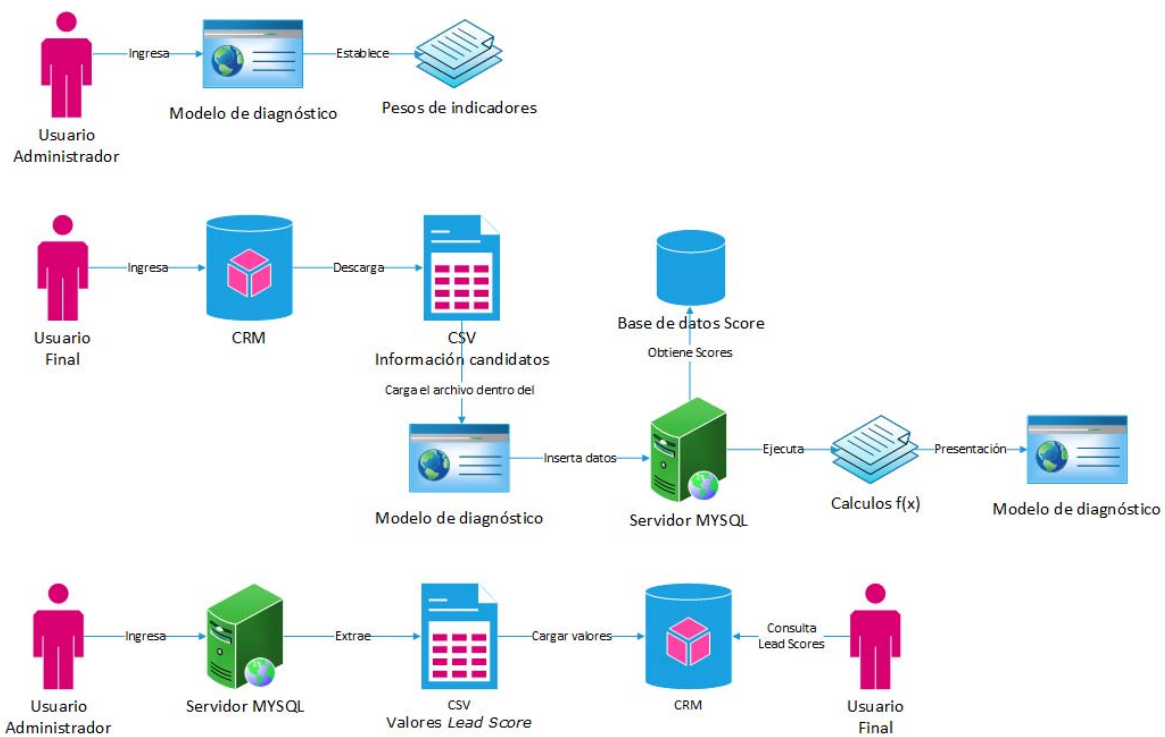 Ingresa
Establece
Modelo de diagnóstico
Pesos de indicadores
Usuario
Administrador
Ingresa
Descarga
Usuario
Final
CRM
CSV
Información candidatos
Base de datos Score
Obtiene Scores
Carga el archivo dentro del
Inserta datos
Ejecuta
Presentación
Modelo de diagnóstico
Servidor MYSQL
Calculos f(x)
Modelo de diagnóstico
Ingresa
Extrae
Cargar valores
Consulta
Lead Scores
Usuario
Administrador
Servidor MYSQL
CSV
Valores Lead Score
CRM
Usuario
Final